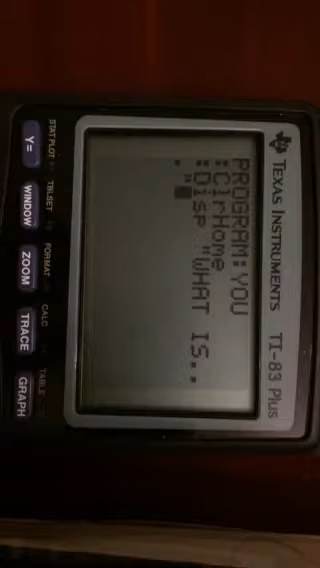 TEXAS INSTRUMENTS TI-83 Plus
PROGRAM:YOU
:ClrHome
:Disp "WHAT IS..
."
STAT PLOT TBLSET FORMAT CALC TABLE
Y= WINDOW ZOOM TRACE GRAPH